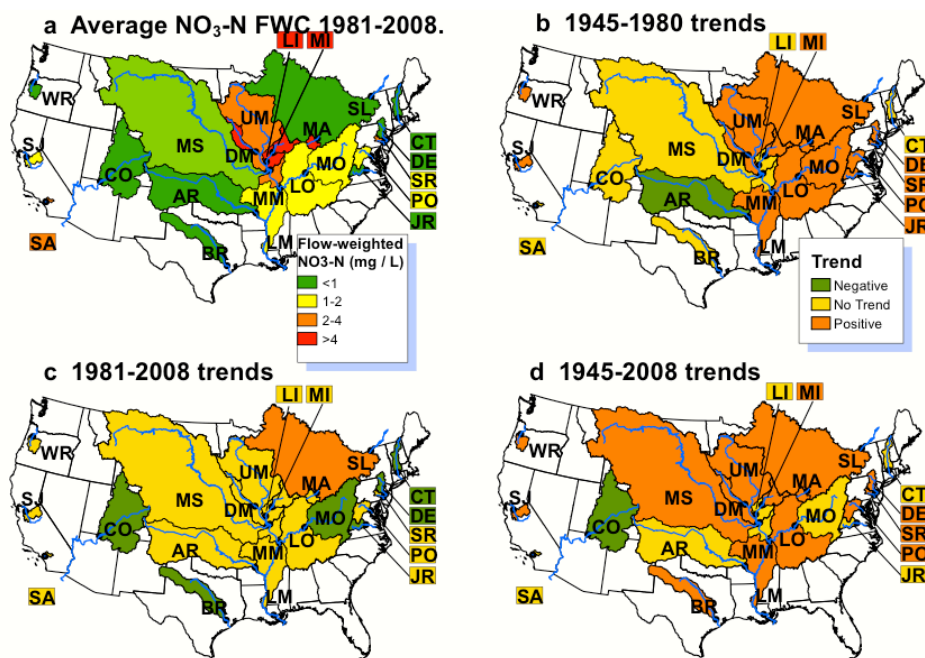 a Average NO₃-N FWC 1981-2008.
LI MI
WR
UM
SL
MA
S
MS
DM
MO
CT
DE
SR
PO
JR
CO
LO
AR
MM
BR
LM
SA
Flow-weighted
NO3-N (mg / L)
<1
1-2
2-4
>4
b 1945-1980 trends
LI MI
WR
UM
SL
MA
S
MS
DM
MO
CT
DE
SR
PO
JR
CO
LO
AR
MM
BR
LM
SA
Trend
Negative
No Trend
Positive
c 1981-2008 trends
LI MI
WR
UM
SL
MA
S
MS
DM
MO
CT
DE
SR
PO
JR
CO
LO
AR
MM
BR
LM
SA
d 1945-2008 trends
LI MI
WR
UM
SL
MA
S
MS
DM
MO
CT
DE
SR
PO
JR
CO
LO
AR
MM
BR
LM
SA